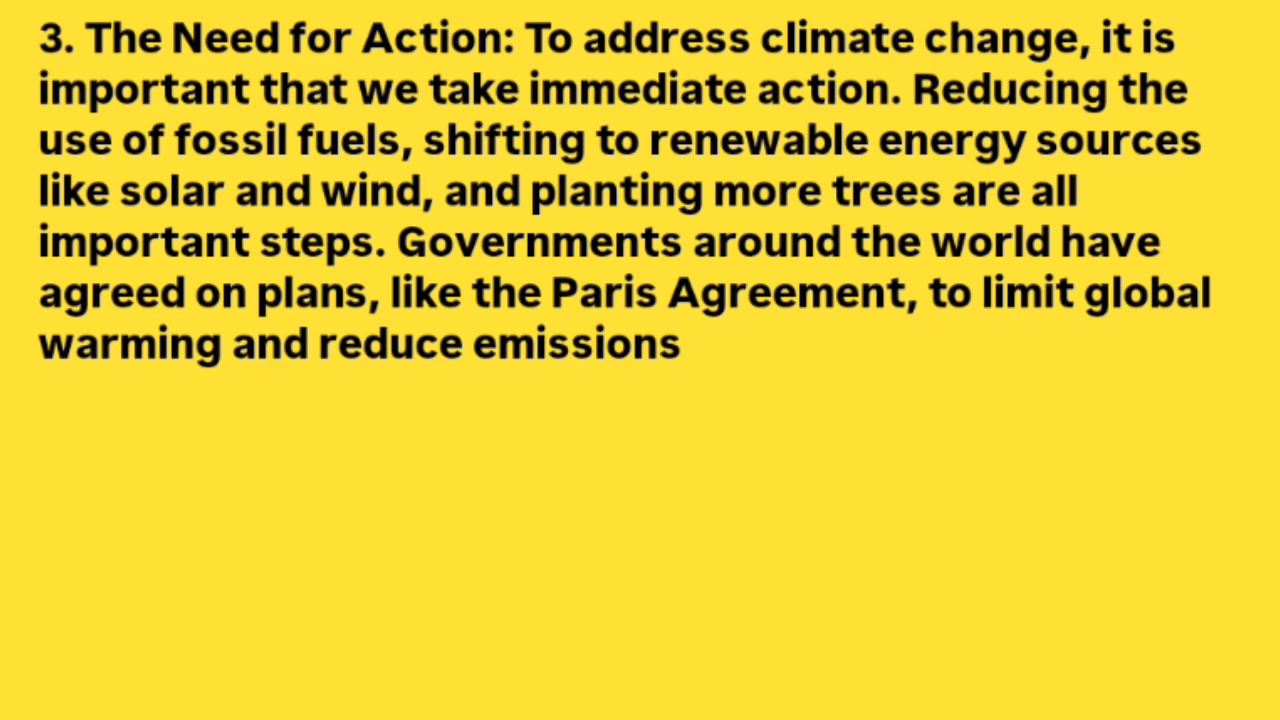 3. The Need for Action: To address climate change, it is
important that we take immediate action. Reducing the
use of fossil fuels, shifting to renewable energy sources
like solar and wind, and planting more trees are all
important steps. Governments around the world have
agreed on plans, like the Paris Agreement, to limit global
warming and reduce emissions